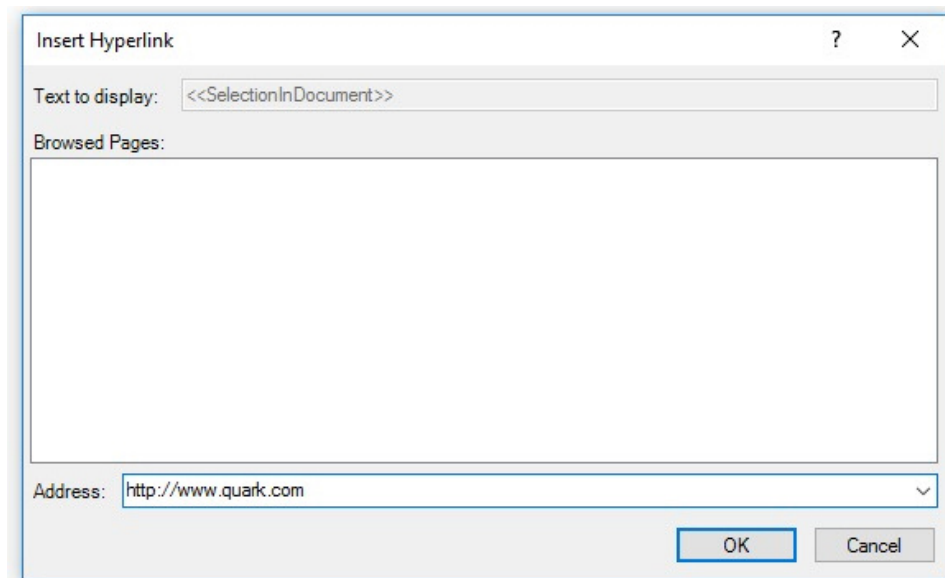 Insert Hyperlink ?
Text to display: <<SelectionInDocument>>
Browsed Pages:
Address: http://www.quark.com
OK Cancel